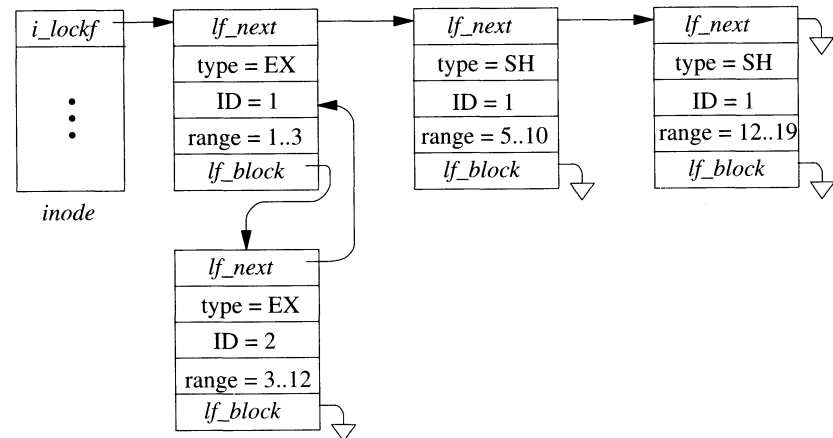 i_lockf
inode
lf_next
type = EX
ID = 1
range = 1..3
lf_block
lf_next
type = SH
ID = 1
range = 5..10
lf_block
lf_next
type = SH
ID = 1
range = 12..19
lf_block
lf_next
type = EX
ID = 2
range = 3..12
lf_block